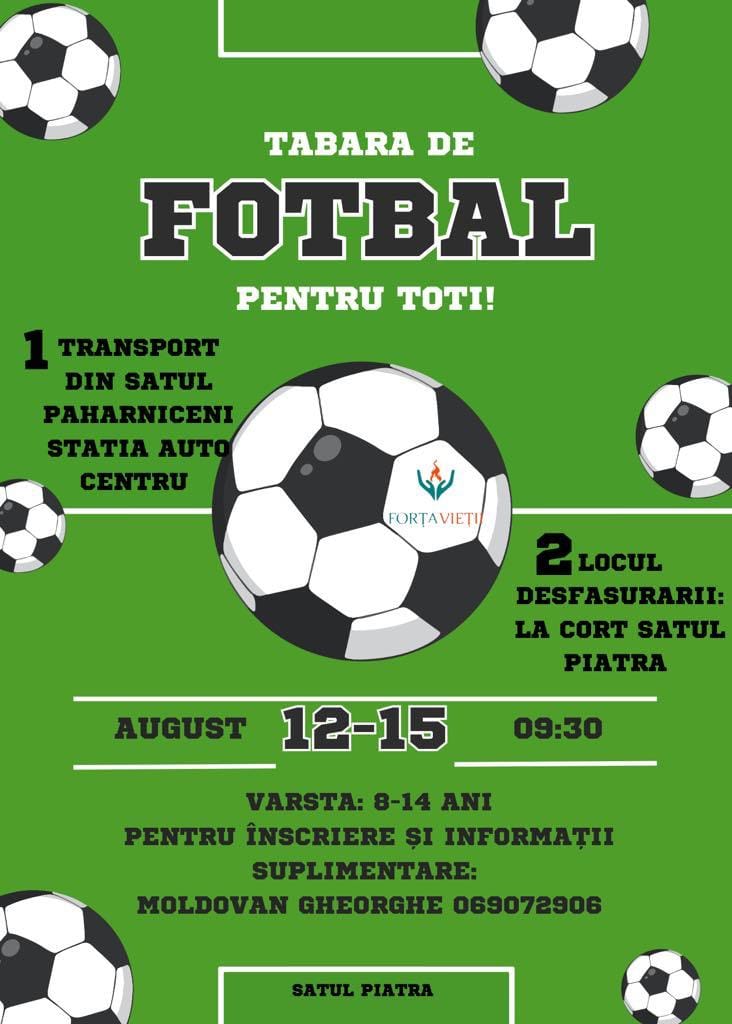 TABARA DE
FOTBAL
PENTRU TOTI!
1 TRANSPORT
DIN SATUL
PAHARNICENI
STATIA AUTO
CENTRU
FORȚA VIEȚII
2 LOCUL
DESFASURARII:
LA CORT SATUL
PIATRA
AUGUST 12-15 09:30
VARSTA: 8-14 ANI
PENTRU ÎNSCRIERE ȘI INFORMAȚII
SUPLIMENTARE:
MOLDOVAN GHEORGHE 069072906
SATUL PIATRA